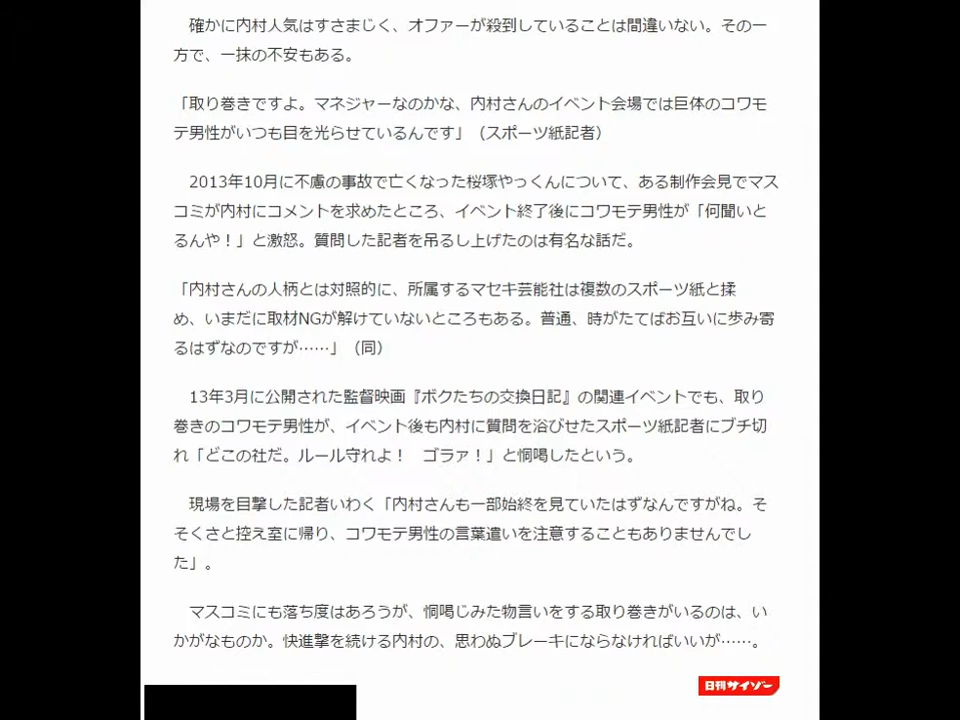 確かに内村人気はすさまじく、オファーが殺到していることは間違いない。その一
方で、一抹の不安もある。
「取り巻きですよ。マネジャーなのかな、内村さんのイベント会場では巨体のコワモ
テ男性がいつも目を光らせているんです」（スポーツ紙記者）
2013年10月に不慮の事故で亡くなった桜塚やっくんについて、ある制作会見でマス
コミが内村にコメントを求めたところ、イベント終了後にコワモテ男性が「何聞いと
るんや！」と激怒。質問した記者を吊るし上げたのは有名な話だ。
「内村さんの人柄とは対照的に、所属するマセキ芸能社は複数のスポーツ紙と揉
め、いまだに取材NGが解けていないところもある。普通、時がたてばお互いに歩み寄
るはずなのですが……」（同）
13年3月に公開された監督映画『ボクたちの交換日記』の関連イベントでも、取り
巻きのコワモテ男性が、イベント後も内村に質問を浴びせたスポーツ紙記者にブチ切
れ「どこの社だ。ルール守れよ！　ゴラァ！」と恫喝したという。
現場を目撃した記者いわく「内村さんも一部始終を見ていたはずなんですがね。そ
そくさと控え室に帰り、コワモテ男性の言葉遣いを注意することもありませんでし
た」。
マスコミにも落ち度はあろうが、恫喝じみた物言いをする取り巻きがいるのは、い
かがなものか。快進撃を続ける内村の、思わぬブレーキにならなければいいが……。
日刊サイゾー